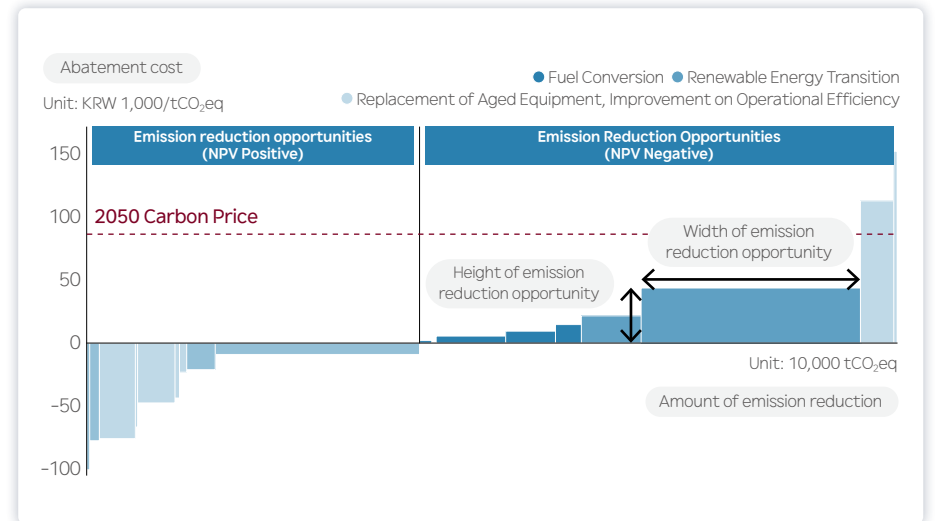 Abatement cost
Unit: KRW 1,000/tCO₂eq
Fuel Conversion Renewable Energy Transition
Replacement of Aged Equipment, Improvement on Operational Efficiency
Emission reduction opportunities
(NPV Positive)
Emission Reduction Opportunities
(NPV Negative)
150
100
50
0
-50
-100
2050 Carbon Price
Width of emission
reduction opportunity
Height of emission
reduction opportunity
Unit: 10,000 tCO₂eq
Amount of emission reduction